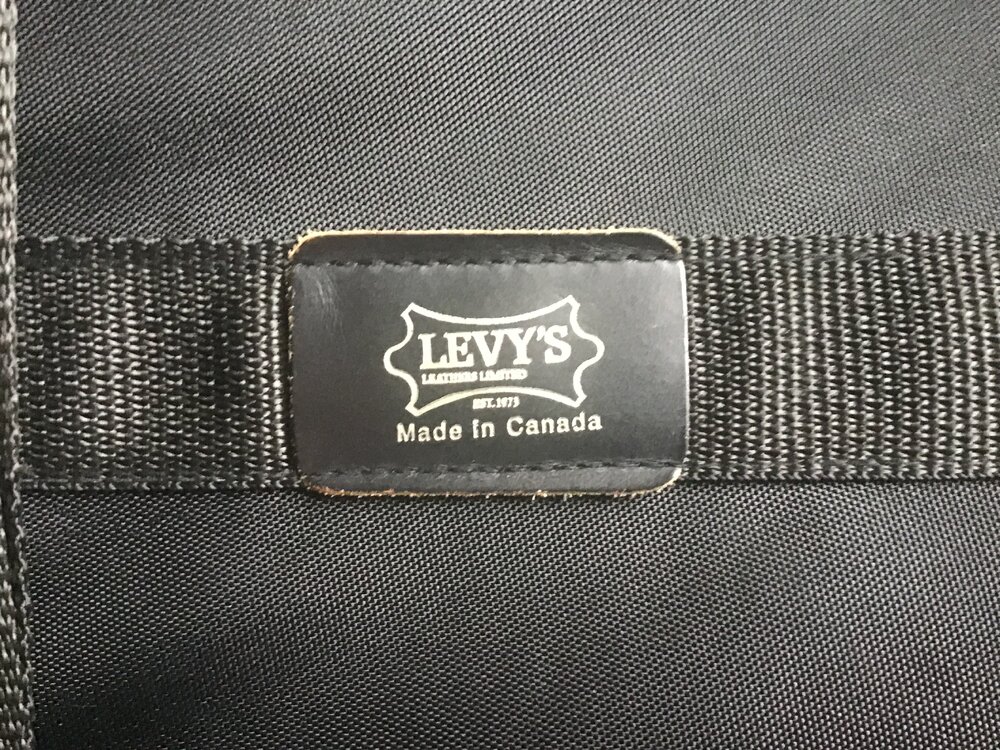 LEVY'S
LEATHERS LIMITED
EST. 1973
Made in Canada